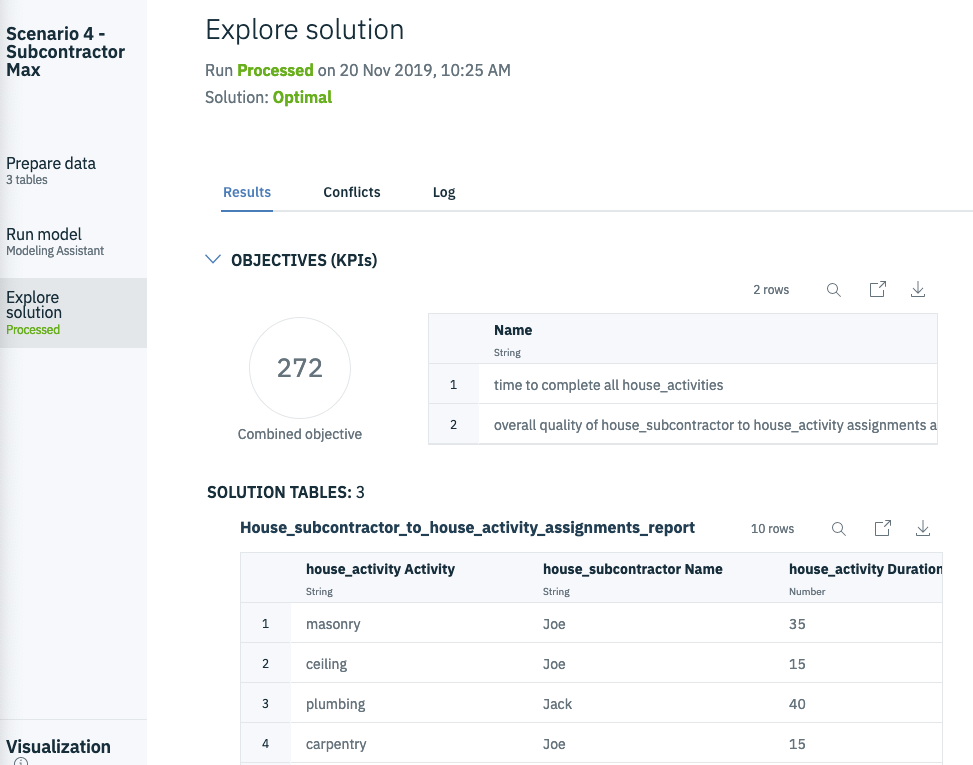 Scenario 4 -
Subcontractor
Max
Prepare data
3 tables
Run model
Modeling Assistant
Explore
solution
Processed
Visualization
Explore solution
Run Processed on 20 Nov 2019, 10:25 AM
Solution: Optimal
Results Conflicts Log
OBJECTIVES (KPIs)
2 rows
272
Combined objective
Name
String
1 time to complete all house_activities
2 overall quality of house_subcontractor to house_activity assignments a
SOLUTION TABLES: 3
House_subcontractor_to_house_activity_assignments_report 10 rows
house_activity Activity house_subcontractor Name house_activity Duration
String String Number
1 masonry Joe 35
2 ceiling Joe 15
3 plumbing Jack 40
4 carpentry Joe 15